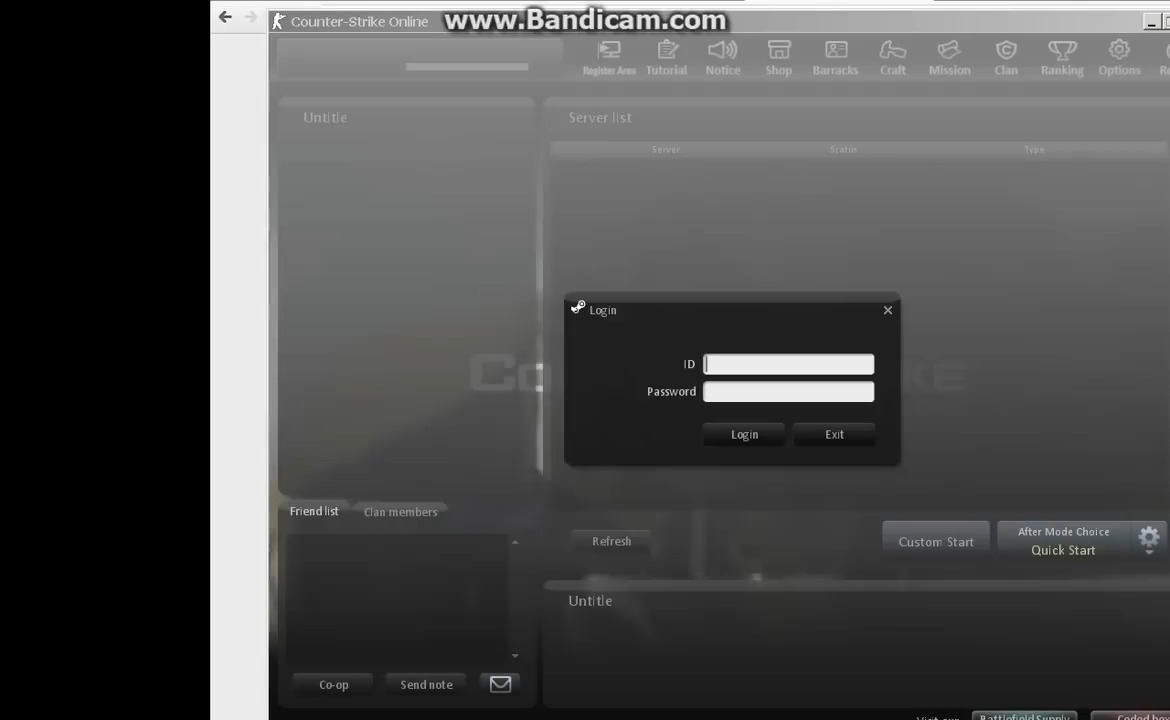 www.Bandicam.com
Counter-Strike Online
Register Area
Tutorial
Notice
Shop
Barracks
Craft
Mission
Clan
Ranking
Options
Untitle
Server list
Server
Status
Type
Login
ID
Password
Login
Exit
Friend list
Clan members
Refresh
Custom Start
After Mode Choice
Quick Start
Untitle
Co-op
Send note
Battlefield Supply